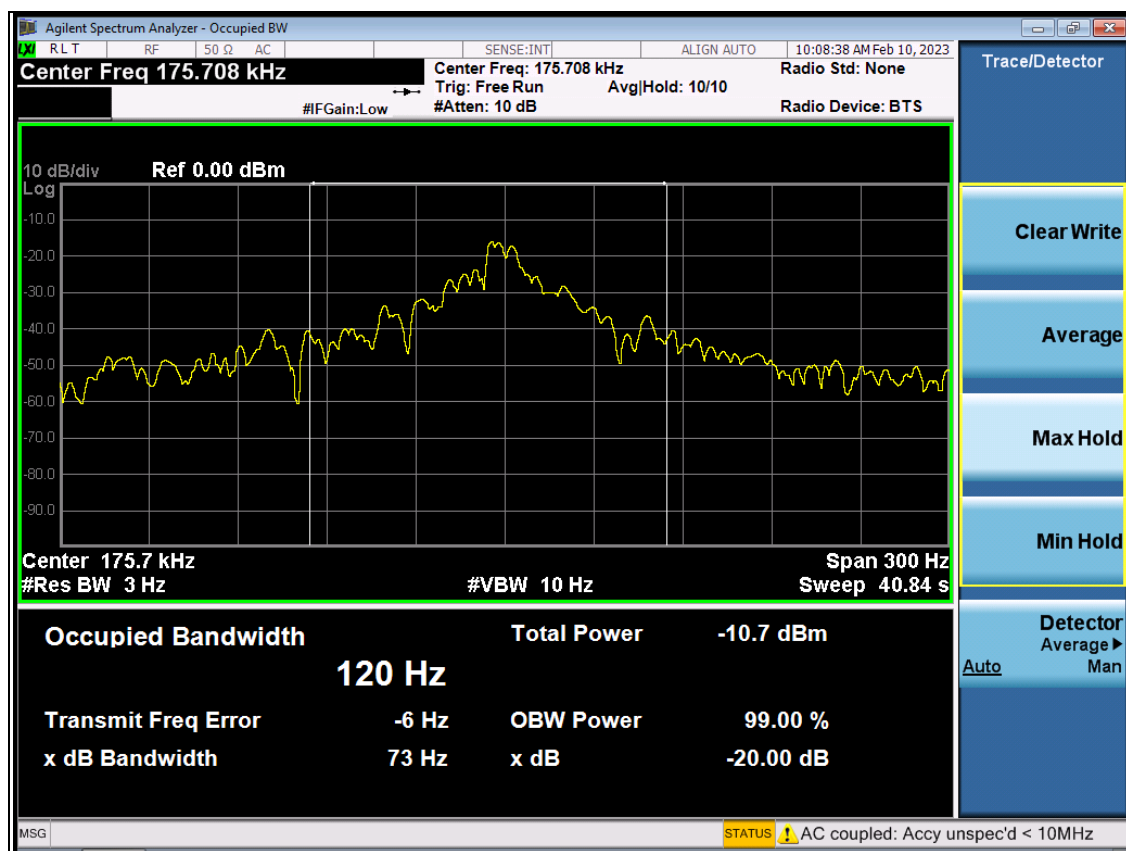 Agilent Spectrum Analyzer - Occupied BW
LXI RLT RF 50 Ω AC SENSE:INT ALIGN AUTO 10:08:38 AM Feb 10, 2023
Center Freq 175.708 kHz
Center Freq: 175.708 kHz
Radio Std: None
Trig: Free Run Avg|Hold: 10/10
#IFGain:Low
#Atten: 10 dB
Radio Device: BTS
10 dB/div Ref 0.00 dBm
Log
-10.0
-20.0
-30.0
-40.0
-50.0
-60.0
-70.0
-80.0
-90.0
Center 175.7 kHz
Span 300 Hz
#Res BW 3 Hz
#VBW 10 Hz
Sweep 40.84 s
Occupied Bandwidth
120 Hz
Total Power -10.7 dBm
Transmit Freq Error -6 Hz
OBW Power 99.00 %
x dB Bandwidth 73 Hz
x dB -20.00 dB
MSG
STATUS AC coupled: Accy unspec'd < 10MHz
Trace/Detector
Clear Write
Average
Max Hold
Min Hold
Detector
Average
Auto Man